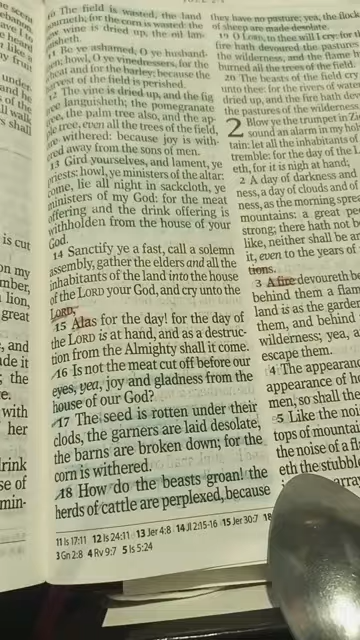 10 The field is wasted, the land
mourneth; for the corn is wasted: the
new wine is dried up, the oil lan-
guisheth.
11 Be ye ashamed, O ye husband-
men; howl, O ye vinedressers, for the
wheat and for the barley; because the
harvest of the field is perished.
12 The vine is dried up, and the fig
tree languisheth; the pomegranate
tree, the palm tree also, and the ap-
ple tree, even all the trees of the field,
are withered: because joy is with-
ered away from the sons of men.
13 Gird yourselves, and lament, ye
priests: howl, ye ministers of the altar:
come, lie all night in sackcloth, ye
ministers of my God: for the meat
offering and the drink offering is
withholden from the house of your
God.
14 Sanctify ye a fast, call a solemn
assembly, gather the elders and all the
inhabitants of the land into the house
of the LORD your God, and cry unto the
LORD,
15 Alas for the day! for the day of
the LORD is at hand, and as a destruc-
tion from the Almighty shall it come.
16 Is not the meat cut off before our
eyes, yea, joy and gladness from the
house of our God?
17 The seed is rotten under their
clods, the garners are laid desolate,
the barns are broken down; for the
corn is withered.
18 How do the beasts groan! the
herds of cattle are perplexed, because
they have no pasture; yea, the flocks
of sheep are made desolate.
19 O LORD, to thee will I cry: for the
fire hath devoured the pastures
the wilderness, and the flame
burned all the trees of the field.
20 The beasts of the field cry
unto thee: for the rivers of water
dried up, and the fire hath dev
the pastures of the wilderness.
2 Blow ye the trumpet in Zi
sound an alarm in my ho
tain: let all the inhabitants of
tremble: for the day of the L
eth, for it is nigh at hand;
2 A day of darkness and
ness, a day of clouds and of
ness, as the morning sprea
mountains: a great pe
strong; there hath not b
like, neither shall be an
it, even to the years of
tions.
3 A fire devoureth be
behind them a flam
land is as the garde
them, and behind
wilderness; yea, a
escape them.
4 The appearanc
appearance of h
men, so shall the
5 Like the noi
tops of mountai
the noise of a fl
eth the stubble
array
11 Is 17:11 12 Is 24:11 13 Jer 4:8 14 Jl 2:15-16 15 Jer 30:7 18
3 Gn 2:8 4 Rv 9:7 5 Is 5:24
is cut
on my
mber,
lion,
great
, and
de it
; the
e.
with
her
drink
se of
min-